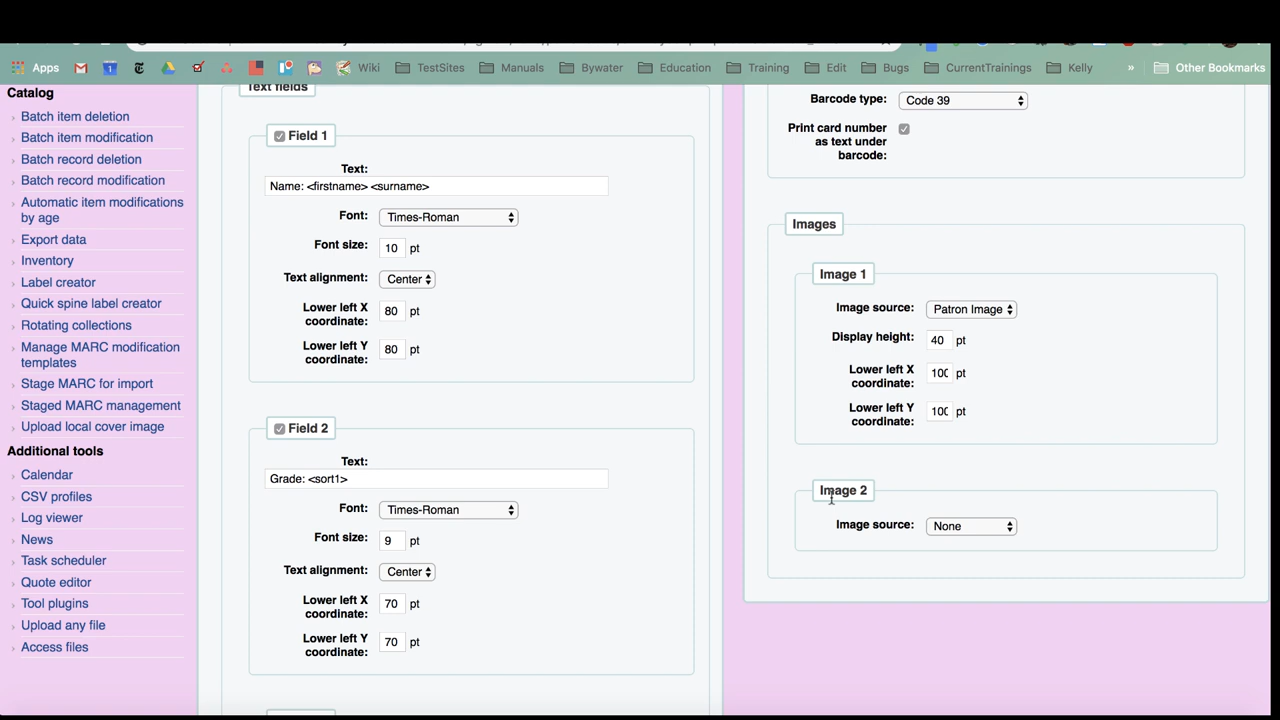 Apps
Wiki
TestSites
Manuals
Bywater
Education
Training
Edit
Bugs
CurrentTrainings
Kelly
»
Other Bookmarks
Catalog
Batch item deletion
Batch item modification
Batch record deletion
Batch record modification
Automatic item modifications
by age
Export data
Inventory
Label creator
Quick spine label creator
Rotating collections
Manage MARC modification
templates
Stage MARC for import
Staged MARC management
Upload local cover image
Additional tools
Calendar
CSV profiles
Log viewer
News
Task scheduler
Quote editor
Tool plugins
Upload any file
Access files
Text fields
Field 1
Text:
Name: <firstname> <surname>
Font: Times-Roman
Font size: 10 pt
Text alignment: Center
Lower left X
coordinate: 80 pt
Lower left Y
coordinate: 80 pt
Field 2
Text:
Grade: <sort1>
Font: Times-Roman
Font size: 9 pt
Text alignment: Center
Lower left X
coordinate: 70 pt
Lower left Y
coordinate: 70 pt
Barcode type: Code 39
Print card number
as text under
barcode:
Images
Image 1
Image source: Patron Image
Display height: 40 pt
Lower left X
coordinate: 100 pt
Lower left Y
coordinate: 100 pt
Image 2
Image source: None